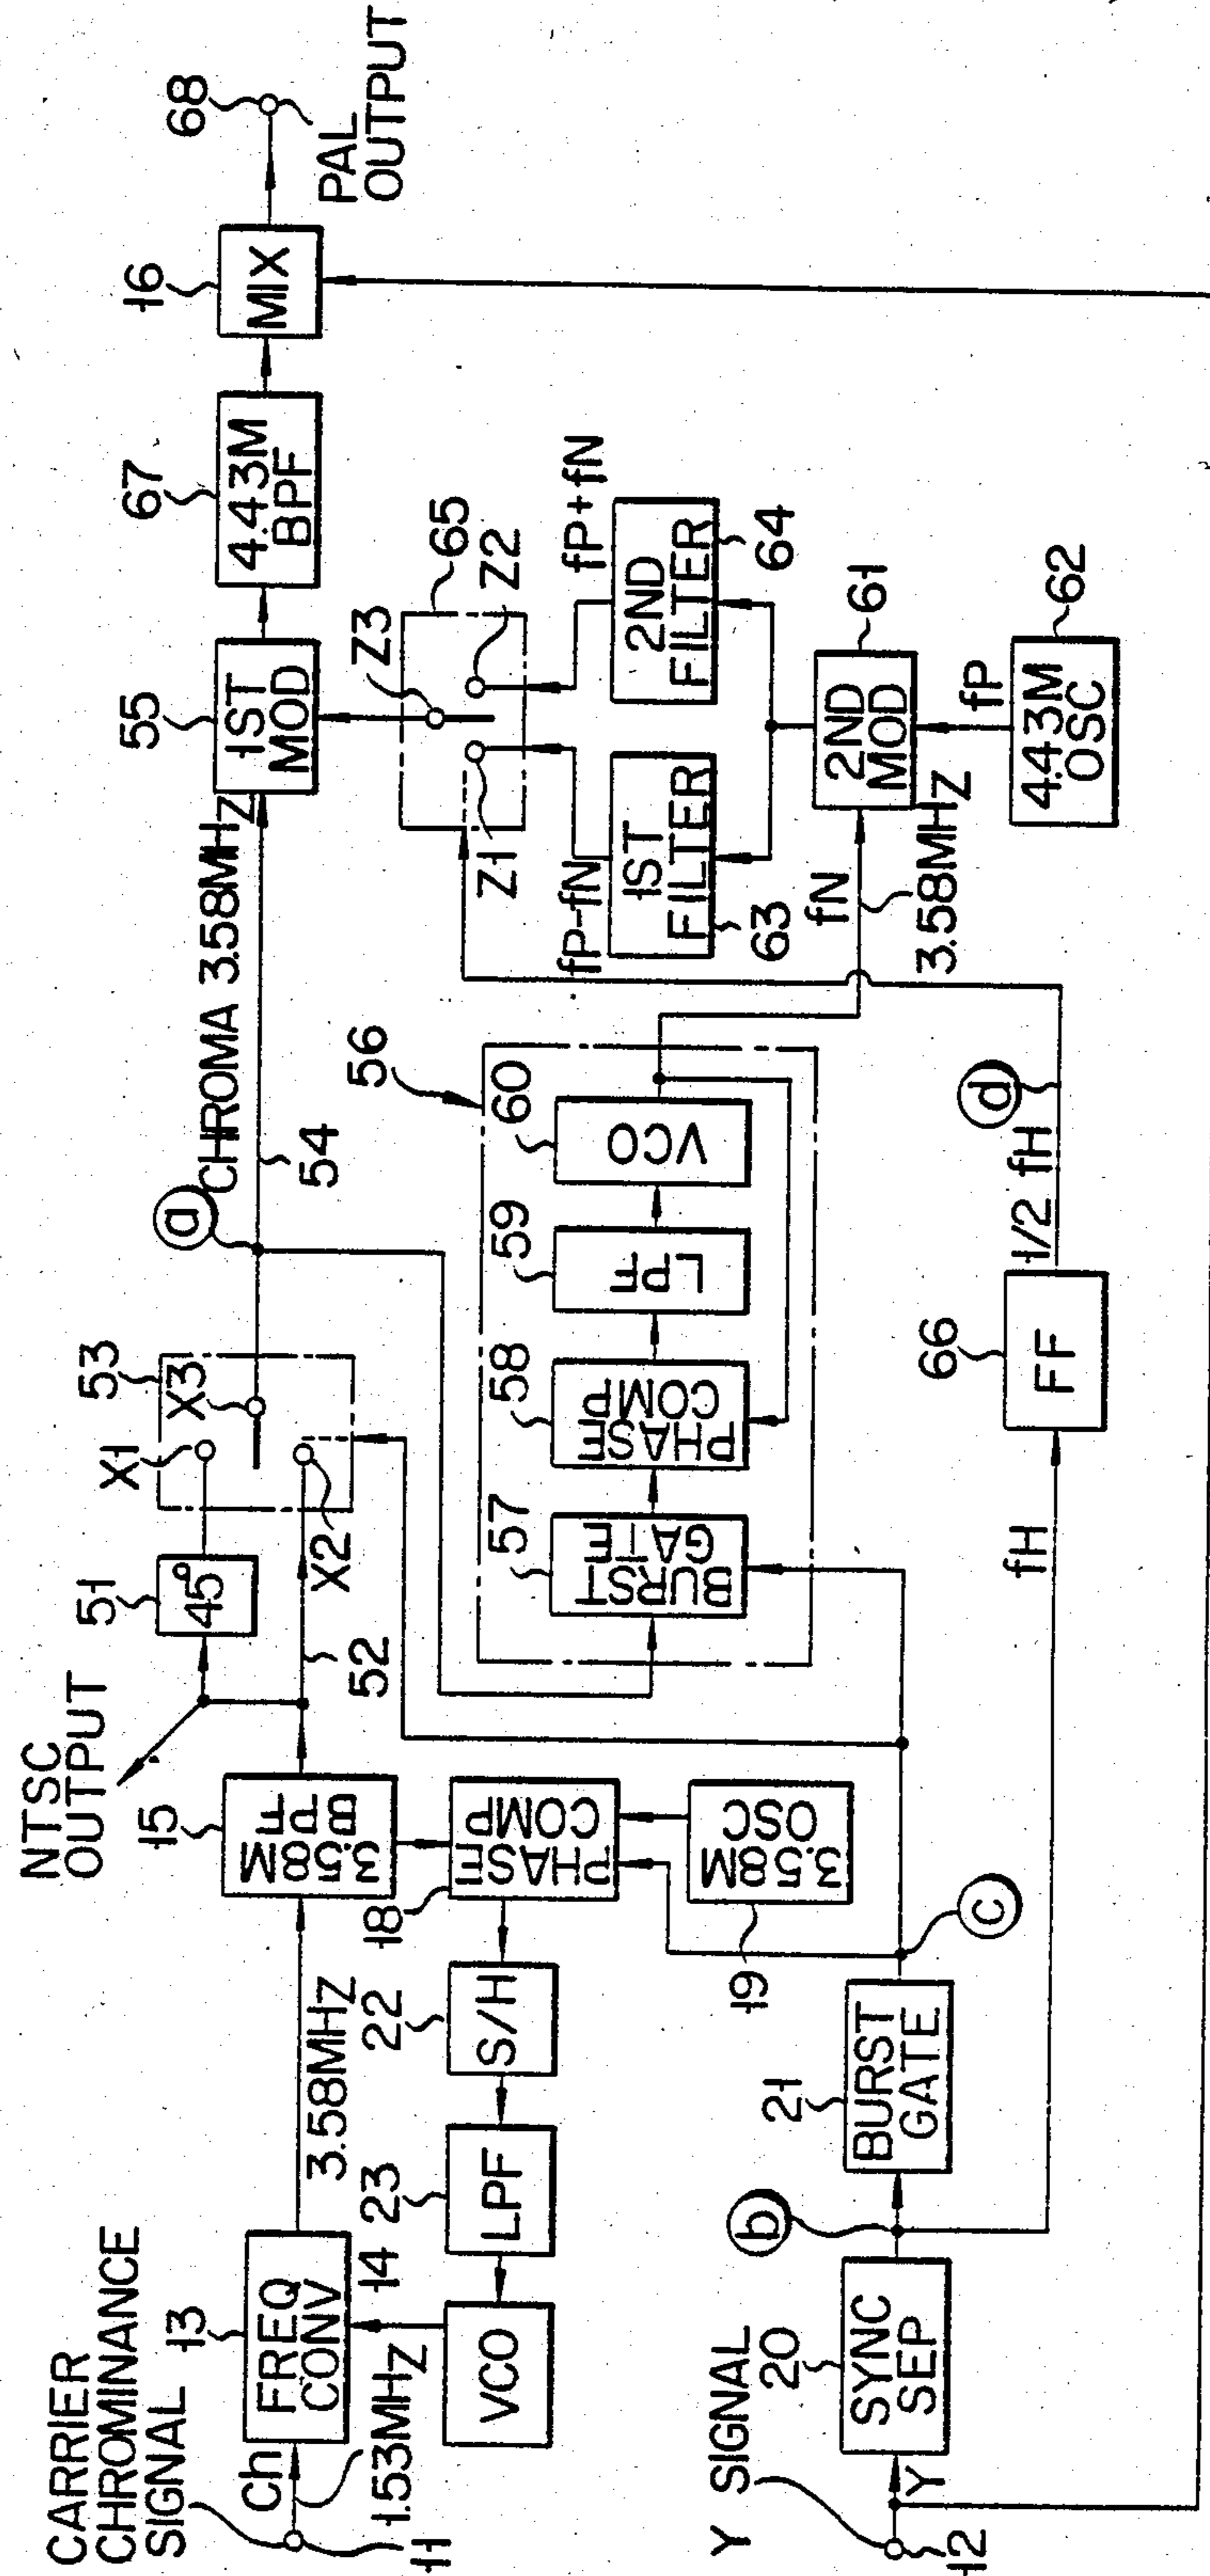 CARRIER
CHROMINANCE
SIGNAL
Ch
11
1.53MHZ
13
FREQ
CONV
14
VCO
23
LPF
22
S/H
3.58MHZ
15
3.58M
BPF
18
PHASE
COMP
19
3.58M
OSC
NTSC
OUTPUT
51
45°
52
53
X1
X2
X3
a
CHROMA 3.58MHZ
54
55
1ST
MOD
67
4.43M
BPF
16
MIX
68
PAL
OUTPUT
56
57
BURST
GATE
58
PHASE
COMP
59
LPF
60
VCO
65
Z3
Z1
Z2
fP-fN
fP+fN
1ST
FILTER
63
2ND
FILTER
64
fN
3.58MHZ
2ND
MOD
61
fP
4.43M
OSC
62
Y SIGNAL
12
Y
20
SYNC
SEP
b
21
BURST
GATE
c
fH
66
FF
1/2 fH
d